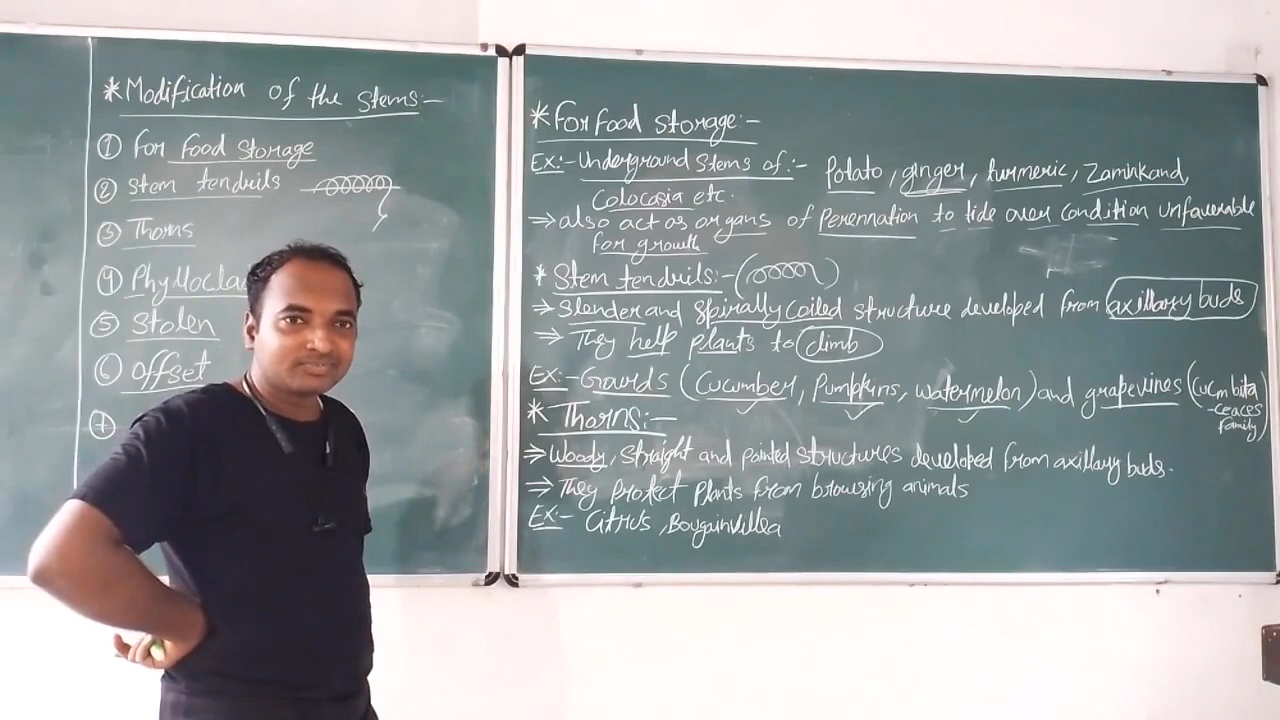 *Modification of the stems:-
① For food storage
② stem tendrils
③ Thorns
④ Phyllocla
⑤ Stolen
⑥ offset
⑦
*For food storage:-
Ex:- Underground stems of:- Potato, ginger, turmeric, Zaminkand,
Colocasia etc.
⇒ also act as organs of perennation to tide over condition unfavorable
for growth
* Stem tendrils:-
⇒ Slender and spirally coiled structure developed from axillary buds
⇒ They help plants to climb
Ex:- Gourds (Cucumber, Pumpkins, watermelon) and grapevines (cucmbita
-ceaces
family)
* Thorns:-
⇒ Woody, straight and pointed structures developed from axillary buds.
⇒ They protect plants from browsing animals
Ex:- Citrus, Bougainvillea